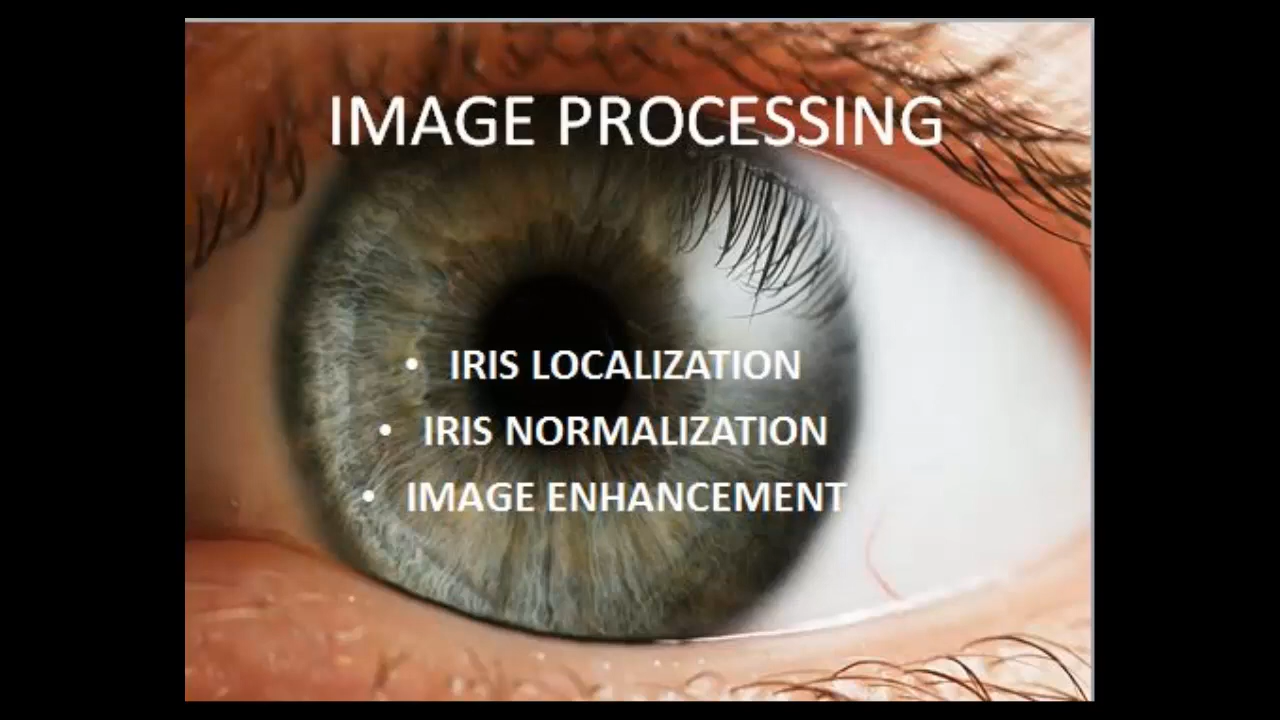 IMAGE PROCESSING
• IRIS LOCALIZATION
• IRIS NORMALIZATION
• IMAGE ENHANCEMENT